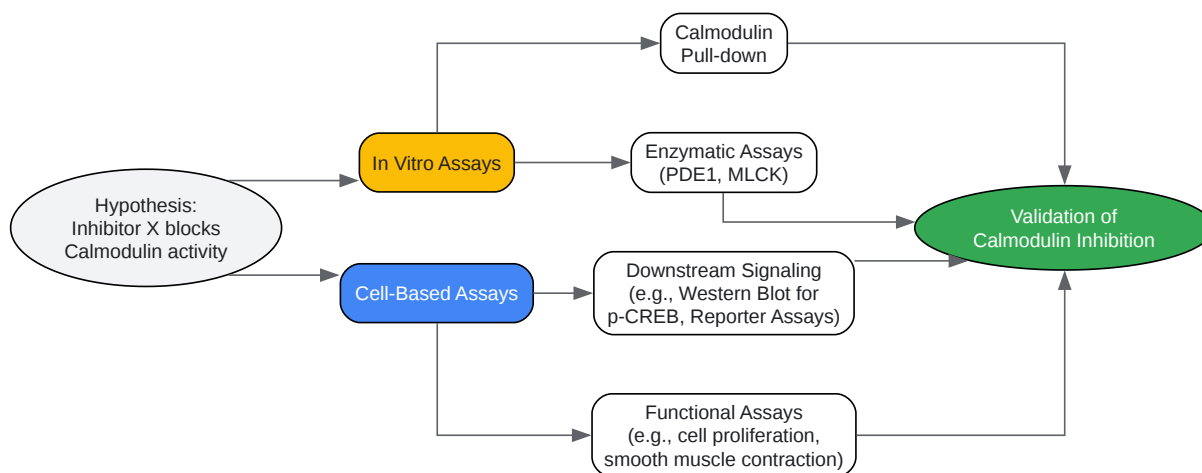 Calmodulin
Pull-down
In Vitro Assays
Enzymatic Assays
(PDE1, MLCK)
Hypothesis:
Inhibitor X blocks
Calmodulin activity
Validation of
Calmodulin Inhibition
Cell-Based Assays
Downstream Signaling
(e.g., Western Blot for
p-CREB, Reporter Assays)
Functional Assays
(e.g., cell proliferation,
smooth muscle contraction)